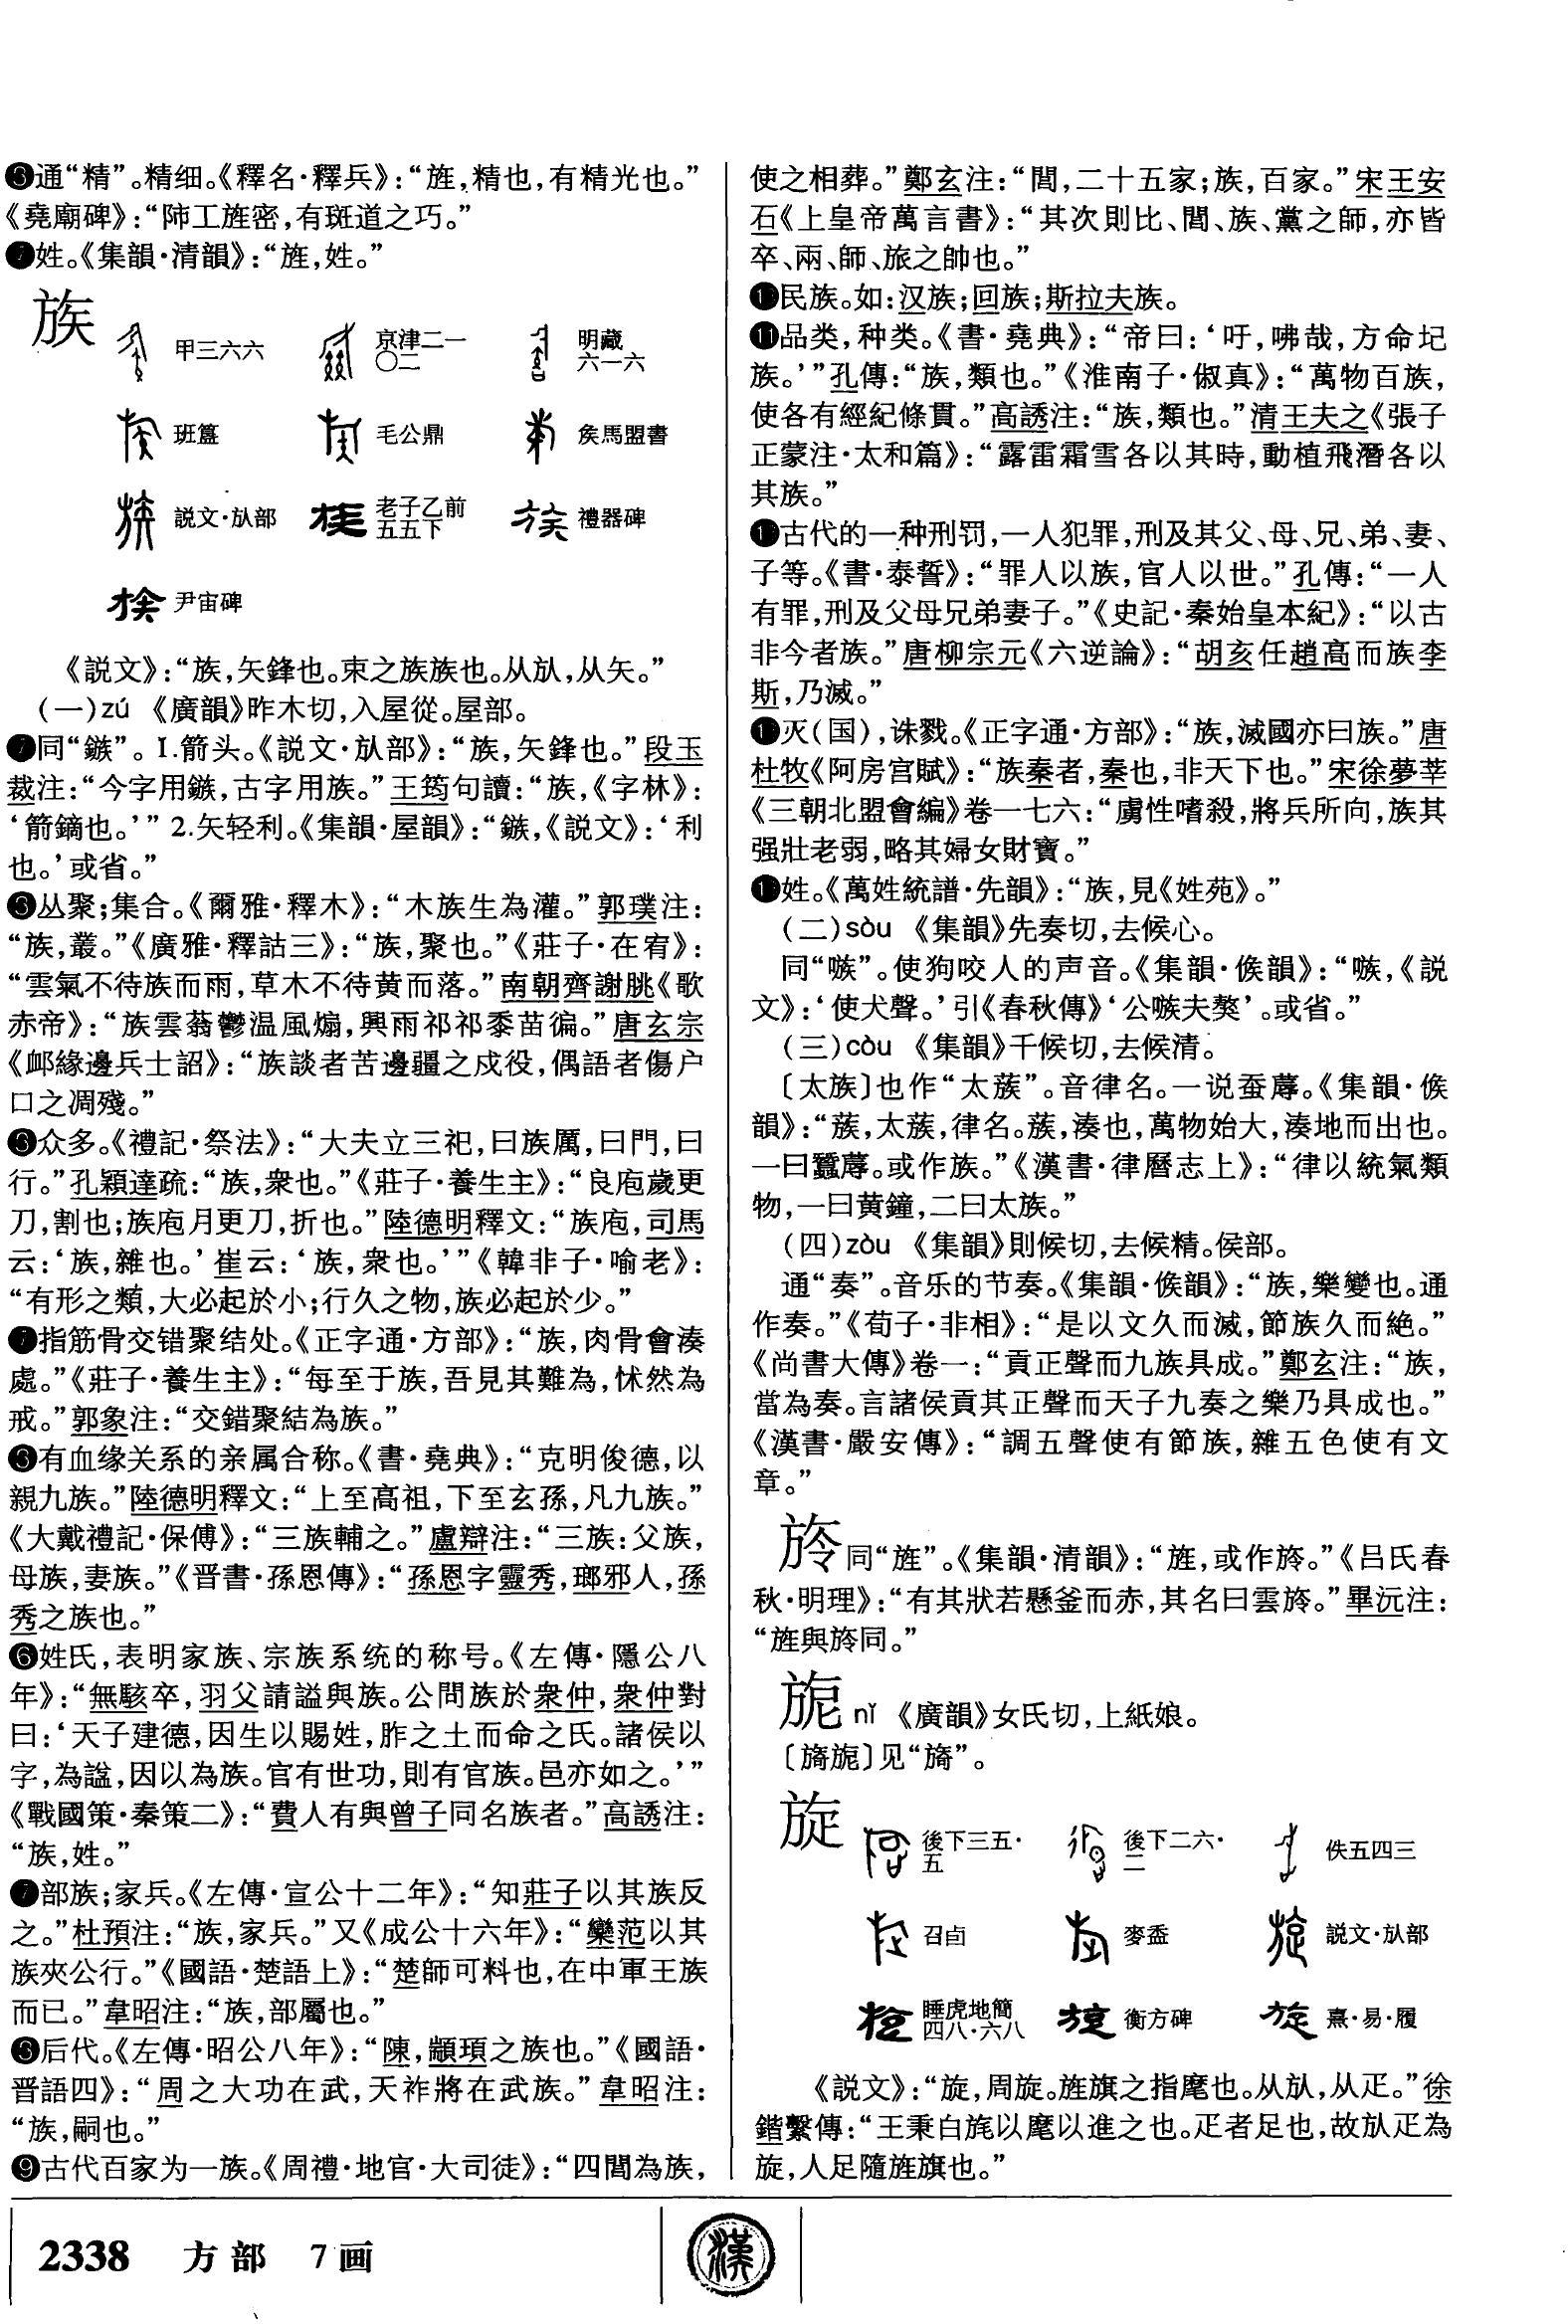 ❸通“精”。精细。《釋名·釋兵》：“旌，精也，有精光也。”
《堯廟碑》：“㠼工旌密，有斑道之巧。”
❼姓。《集韻·清韻》：“旌，姓。”
族
甲三六六 京津二一〇二 明藏六一六
班簋 毛公鼎 矦馬盟書
説文·㫃部 老子乙前五五下 禮器碑
尹宙碑
《説文》：“族，矢鋒也。束之族族也。从㫃，从矢。”
(一)zú 《廣韻》昨木切，入屋從。屋部。
❼同“鏃”。1.箭头。《説文·㫃部》：“族，矢鋒也。”段玉
裁注：“今字用鏃，古字用族。”王筠句讀：“族，《字林》：
‘箭鏑也。’”2.矢轻利。《集韻·屋韻》：“鏃，《説文》：‘利
也。’或省。”
❸丛聚；集合。《爾雅·釋木》：“木族生為灌。”郭璞注：
“族，叢。”《廣雅·釋詁三》：“族，聚也。”《莊子·在宥》：
“雲氣不待族而雨，草木不待黄而落。”南朝齊謝朓《歌
赤帝》：“族雲蓊鬱温風煽，興雨祁祁黍苗徧。”唐玄宗
《卹緣邊兵士詔》：“族談者苦邊疆之戍役，偶語者傷户
口之凋殘。”
❸众多。《禮記·祭法》：“大夫立三祀，曰族厲，曰門，曰
行。”孔穎達疏：“族，衆也。”《莊子·養生主》：“良庖歲更
刀，割也；族庖月更刀，折也。”陸德明釋文：“族庖，司馬
云：‘族，雜也。’崔云：‘族，衆也。’”《韓非子·喻老》：
“有形之類，大必起於小；行久之物，族必起於少。”
❼指筋骨交错聚结处。《正字通·方部》：“族，肉骨會湊
處。”《莊子·養生主》：“每至于族，吾見其難為，怵然為
戒。”郭象注：“交錯聚結為族。”
❸有血缘关系的亲属合称。《書·堯典》：“克明俊德，以
親九族。”陸德明釋文：“上至高祖，下至玄孫，凡九族。”
《大戴禮記·保傅》：“三族輔之。”盧辯注：“三族：父族，
母族，妻族。”《晋書·孫恩傳》：“孫恩字靈秀，瑯邪人，孫
秀之族也。”
❻姓氏，表明家族、宗族系统的称号。《左傳·隱公八
年》：“無駭卒，羽父請謚與族。公問族於衆仲，衆仲對
曰：‘天子建德，因生以賜姓，胙之土而命之氏。諸侯以
字，為諡，因以為族。官有世功，則有官族。邑亦如之。’”
《戰國策·秦策二》：“費人有與曾子同名族者。”高誘注：
“族，姓。”
❼部族；家兵。《左傳·宣公十二年》：“知莊子以其族反
之。”杜預注：“族，家兵。”又《成公十六年》：“欒范以其
族夾公行。”《國語·楚語上》：“楚師可料也，在中軍王族
而已。”韋昭注：“族，部屬也。”
❸后代。《左傳·昭公八年》：“陳，顓頊之族也。”《國語·
晋語四》：“周之大功在武，天祚將在武族。”韋昭注：
“族，嗣也。”
❾古代百家为一族。《周禮·地官·大司徒》：“四閭為族，
使之相葬。”鄭玄注：“閭，二十五家；族，百家。”宋王安
石《上皇帝萬言書》：“其次則比、閭、族、黨之師，亦皆
卒、兩、師、旅之帥也。”
❶民族。如：汉族；回族；斯拉夫族。
⓫品类，种类。《書·堯典》：“帝曰：‘吁，咈哉，方命圮
族。’”孔傳：“族，類也。”《淮南子·俶真》：“萬物百族，
使各有經紀條貫。”高誘注：“族，類也。”清王夫之《張子
正蒙注·太和篇》：“露雷霜雪各以其時，動植飛潛各以
其族。”
❶古代的一种刑罚，一人犯罪，刑及其父、母、兄、弟、妻、
子等。《書·泰誓》：“罪人以族，官人以世。”孔傳：“一人
有罪，刑及父母兄弟妻子。”《史記·秦始皇本紀》：“以古
非今者族。”唐柳宗元《六逆論》：“胡亥任趙高而族李
斯，乃滅。”
❶灭(国)，诛戮。《正字通·方部》：“族，滅國亦曰族。”唐
杜牧《阿房宫賦》：“族秦者，秦也，非天下也。”宋徐夢莘
《三朝北盟會編》卷一七六：“虜性嗜殺，將兵所向，族其
强壯老弱，略其婦女財寶。”
❶姓。《萬姓統譜·先韻》：“族，見《姓苑》。”
(二)sòu 《集韻》先奏切，去候心。
同“嗾”。使狗咬人的声音。《集韻·㑋韻》：“嗾，《説
文》：‘使犬聲。’引《春秋傳》‘公嗾夫獒’。或省。”
(三)còu 《集韻》千候切，去候清。
〔太族〕也作“太蔟”。音律名。一说蚕蓐。《集韻·㑋
韻》：“蔟，太蔟，律名。蔟，湊也，萬物始大，湊地而出也。
一曰蠶蓐。或作族。”《漢書·律曆志上》：“律以統氣類
物，一曰黄鐘，二曰太族。”
(四)zòu 《集韻》則候切，去候精。侯部。
通“奏”。音乐的节奏。《集韻·㑋韻》：“族，樂變也。通
作奏。”《荀子·非相》：“是以文久而滅，節族久而絶。”
《尚書大傳》卷一：“貢正聲而九族具成。”鄭玄注：“族，
當為奏。言諸侯貢其正聲而天子九奏之樂乃具成也。”
《漢書·嚴安傳》：“調五聲使有節族，雜五色使有文
章。”
旍同“旌”。《集韻·清韻》：“旌，或作旍。”《吕氏春
秋·明理》：“有其狀若懸釜而赤，其名曰雲旍。”畢沅注：
“旌與旍同。”
旎nǐ 《廣韻》女氏切，上紙娘。
〔旖旎〕见“旖”。
旋
後下三五·五 後下二六·二 佚五四三
召卣 麥盉 説文·㫃部
睡虎地簡四八·六八 衡方碑 熹·易·履
《説文》：“旋，周旋。旌旗之指麾也。从㫃，从疋。”徐
鍇繫傳：“王秉白旄以麾以進之也。疋者足也，故㫃疋為
旋，人足隨旌旗也。”
2338 方部 7画
漢